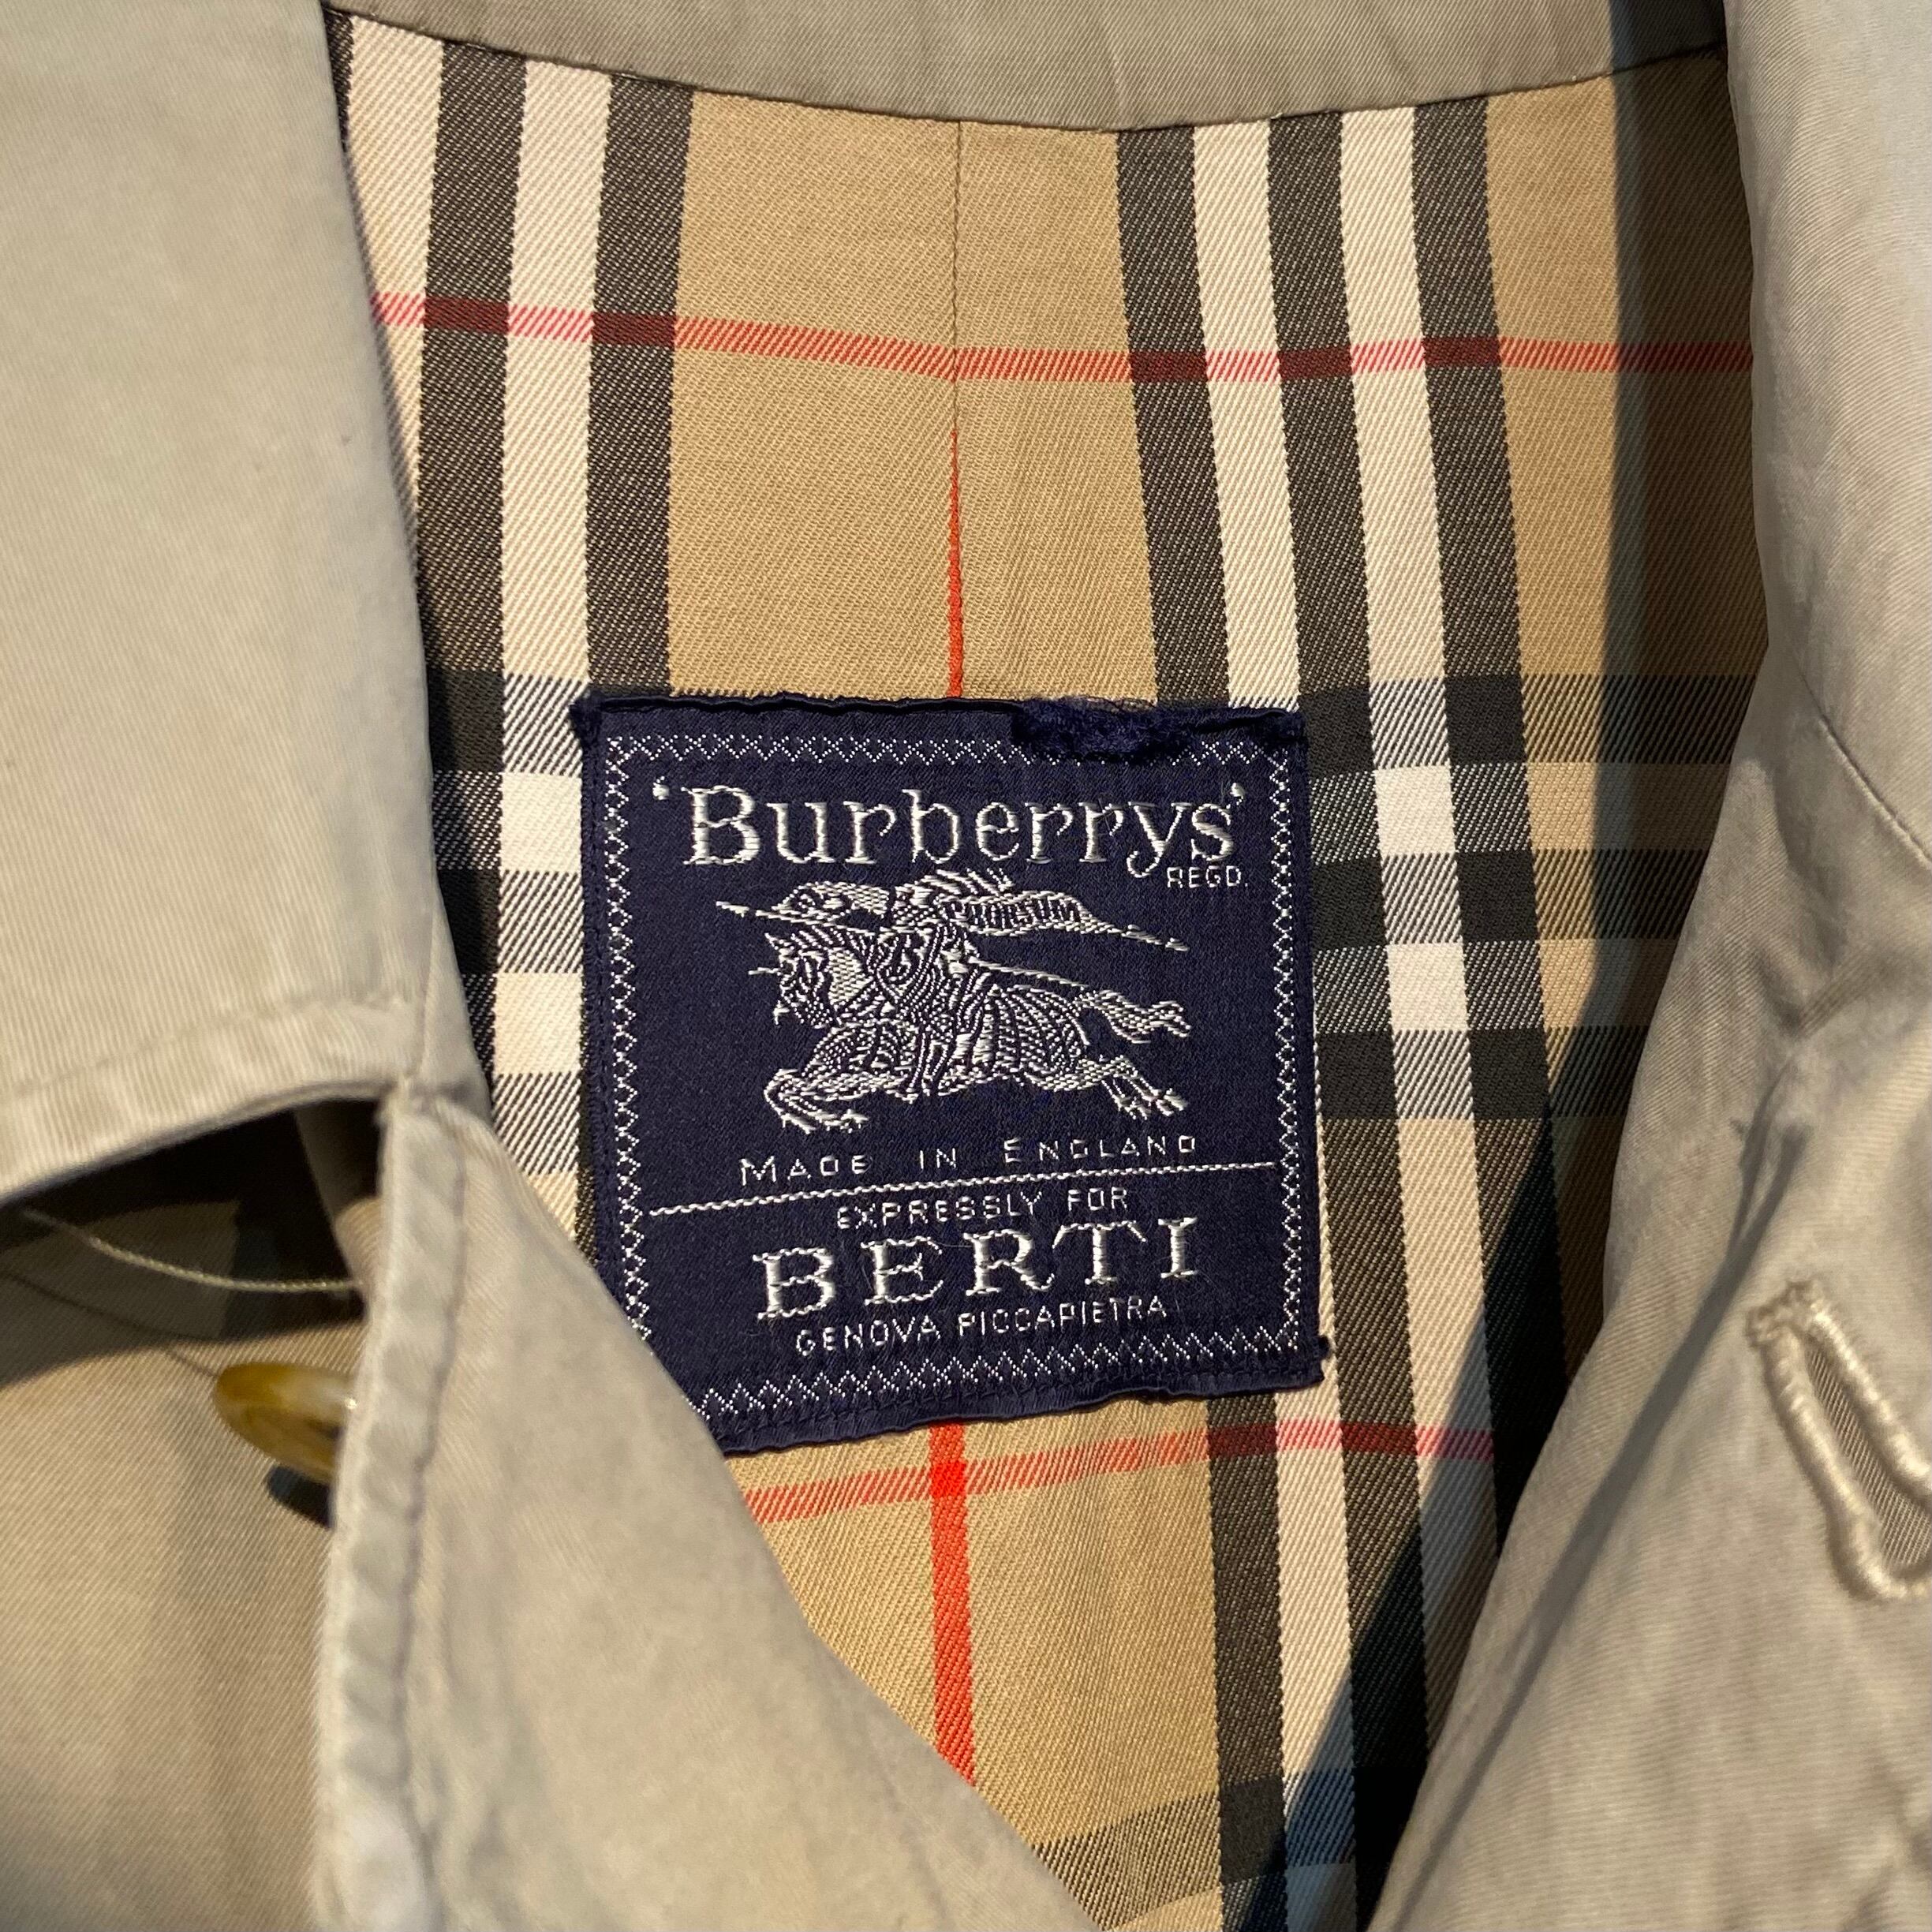 'Burberrys'
REGD.
PRORSUM
MADE IN ENGLAND
EXPRESSLY FOR
BERTI
GENOVA PICCAPIETRA